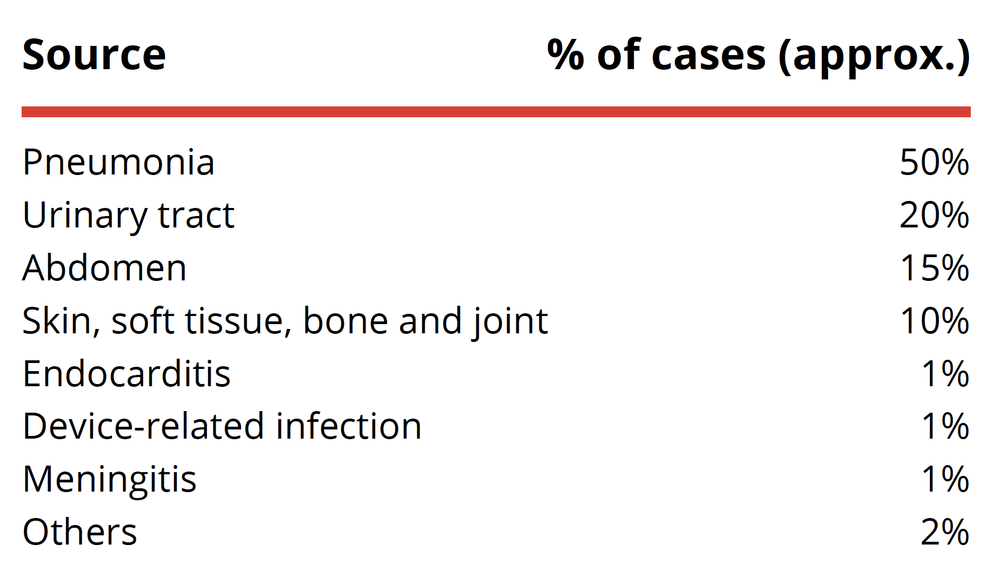 Source % of cases (approx.)
Pneumonia 50%
Urinary tract 20%
Abdomen 15%
Skin, soft tissue, bone and joint 10%
Endocarditis 1%
Device-related infection 1%
Meningitis 1%
Others 2%